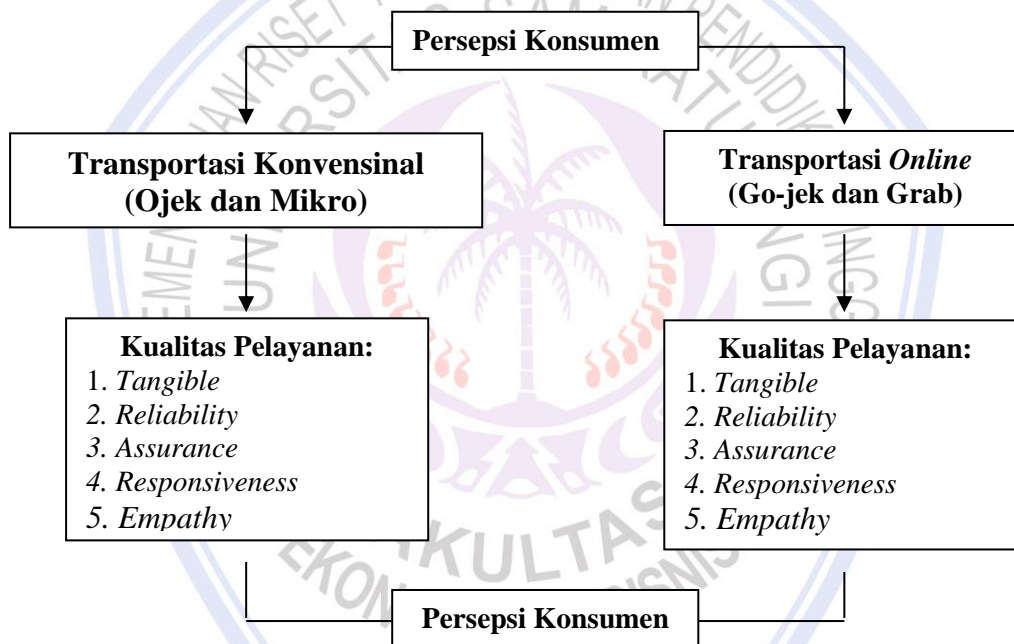 Persepsi Konsumen
Transportasi Konvensinal
(Ojek dan Mikro)
Transportasi Online
(Go-jek dan Grab)
Kualitas Pelayanan:
1. Tangible
2. Reliability
3. Assurance
4. Responsiveness
5. Empathy
Kualitas Pelayanan:
1. Tangible
2. Reliability
3. Assurance
4. Responsiveness
5. Empathy
Persepsi Konsumen
FAKULTAS